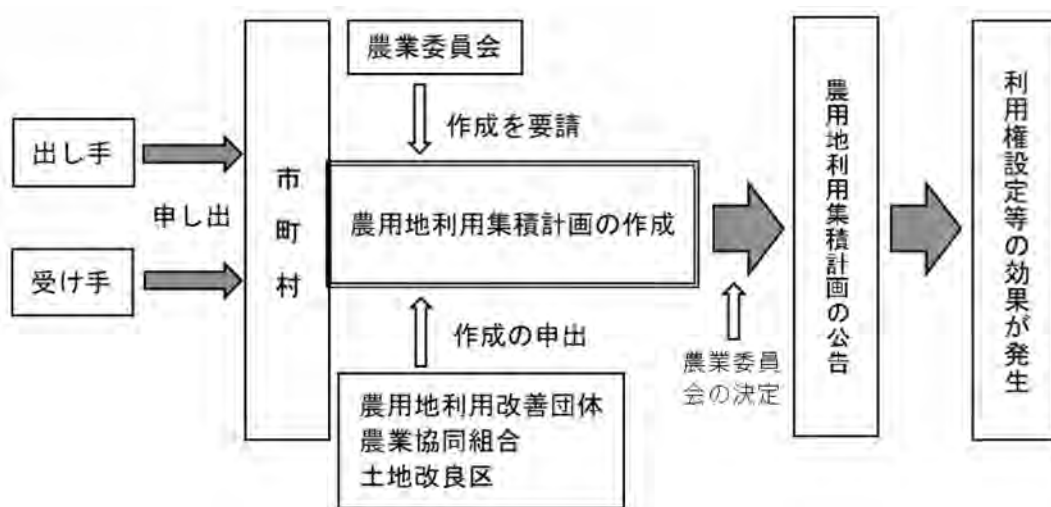 農業委員会
作成を要請
出し手
申し出
受け手
市町村
農用地利用集積計画の作成
作成の申出
農用地利用改善団体
農業協同組合
土地改良区
農業委員
会の決定
農用地利用集積計画の公告
利用権設定等の効果が発生